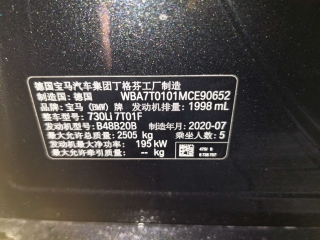 德国宝马汽车集团丁格芬工厂制造
制造国: 德国 WBA7T0101MCE90652
品牌: 宝马 (BMW) 发动机排量: 1998 mL
整车型号: 730Li 7T01F
发动机型号: B48B20B 制造年月: 2020-07
最大允许总质量: 2505 kg 乘坐人数: 5
发动机最大净功率: 195 kW
最大允许牵引质量: -- kg